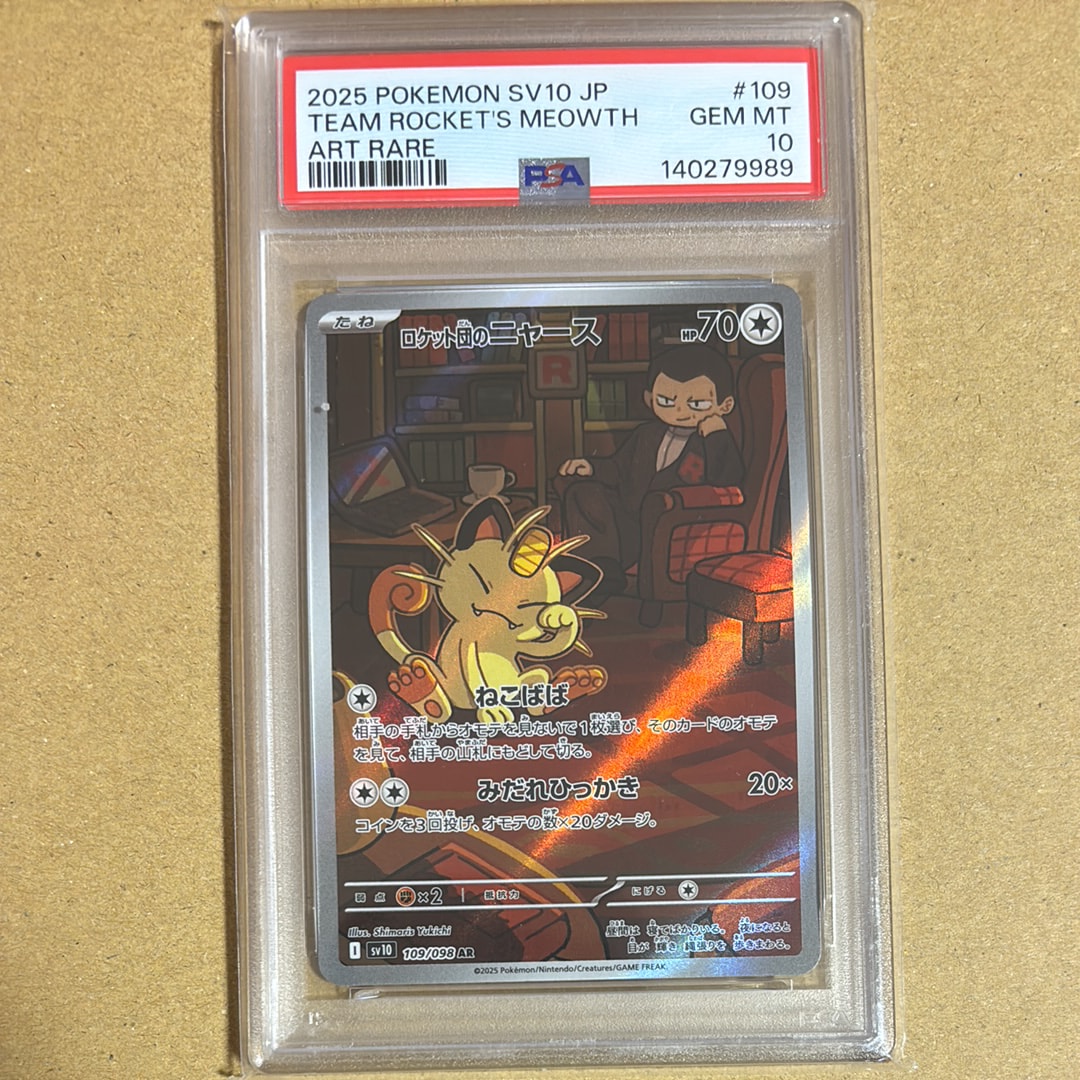 2025 POKEMON SV10 JP #109
TEAM ROCKET'S MEOWTH GEM MT
ART RARE 10
PSA 140279989
たね ロケット団のニャース HP70
R
R
ねこばば
相手の手札からオモテを見ないで1枚選び、そのカードのオモテ
を見て、相手の山札にもどして切る。
みだれひっかき 20×
コインを3回投げ、オモテの数×20ダメージ。
弱点 ×2 抵抗力 にげる
Illus. Shimaris Yukichi
昼間は 寝てばかりいる。 夜になると
目が 輝き 縄張りを 歩きまわる。
I sv10 109/098 AR
©2025 Pokémon/Nintendo/Creatures/GAME FREAK.